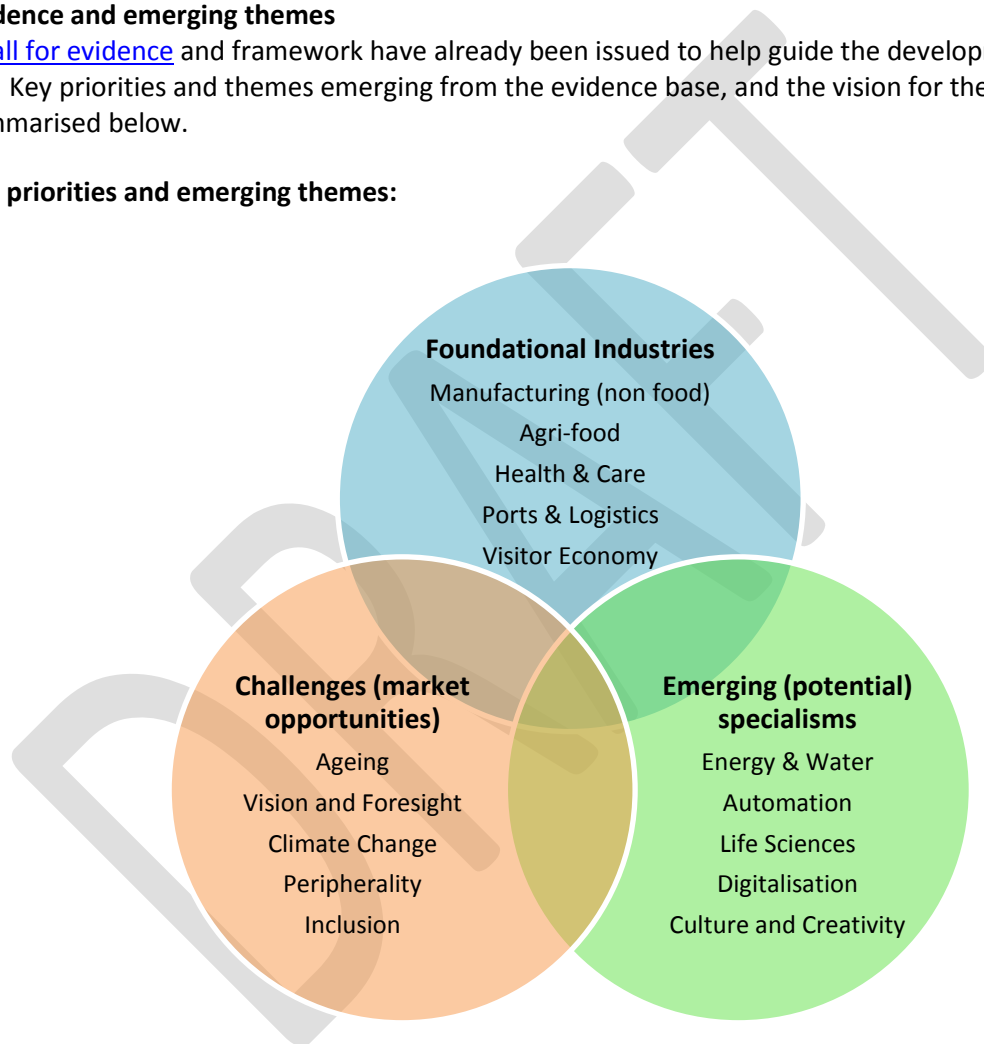 dence and emerging themes
all for evidence and framework have already been issued to help guide the develop
Key priorities and themes emerging from the evidence base, and the vision for the
nmarised below.
priorities and emerging themes:
Foundational Industries
Manufacturing (non food)
Agri-food
Health & Care
Ports & Logistics
Visitor Economy
Challenges (market
opportunities)
Ageing
Vision and Foresight
Climate Change
Peripherality
Inclusion
Emerging (potential)
specialisms
Energy & Water
Automation
Life Sciences
Digitalisation
Culture and Creativity
DRAFT